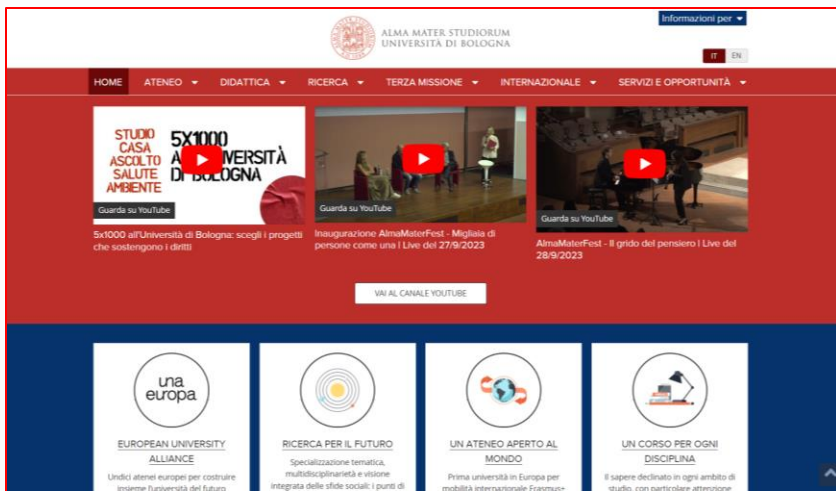 ALMA MATER STUDIORUM
UNIVERSITÀ DI BOLOGNA
Informazioni per
IT EN
HOME ATENEO DIDATTICA RICERCA TERZA MISSIONE INTERNAZIONALE SERVIZI E OPPORTUNITÀ
STUDIO
CASA
ASCOLTO
SALUTE
AMBIENTE
5X1000
DI BOLOGNA
Guarda su YouTube
5x1000 all'Università di Bologna: scegli i progetti
che sostengono i diritti
Guarda su YouTube
Inaugurazione AlmaMaterFest - Migliaia di
persone come una | Live del 27/9/2023
Guarda su YouTube
AlmaMaterFest - Il grido del pensiero | Live del
28/9/2023
VAI AL CANALE YOUTUBE
una
europa
EUROPEAN UNIVERSITY
ALLIANCE
Undici atenei europei per costruire
insieme l'università del futuro
RICERCA PER IL FUTURO
Specializzazione tematica,
multidisciplinarietà e visione
integrata delle sfide sociali: i punti di
UN ATENEO APERTO AL
MONDO
Prima università in Europa per
mobilità internazionale Erasmus+
UN CORSO PER OGNI
DISCIPLINA
Il sapere declinato in ogni ambito di
studio, con particolare attenzione